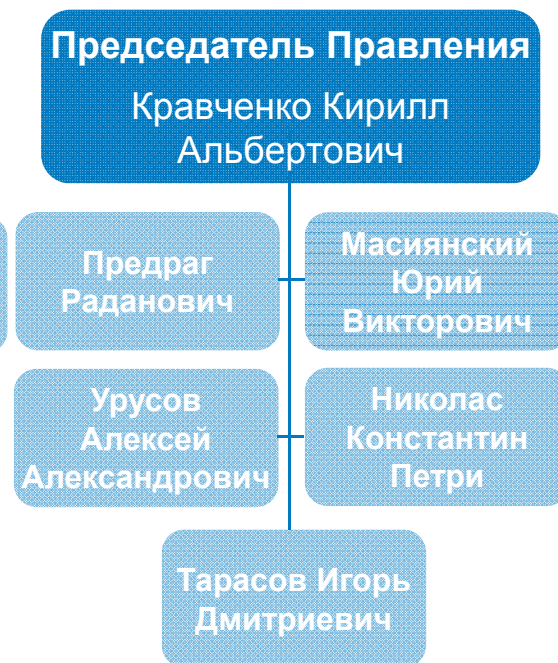 Председатель Правления
Кравченко Кирилл
Альбертович
Предраг
Раданович
Масиянский
Юрий
Викторович
Урусов
Алексей
Александрович
Николас
Константин
Петри
Тарасов Игорь
Дмитриевич